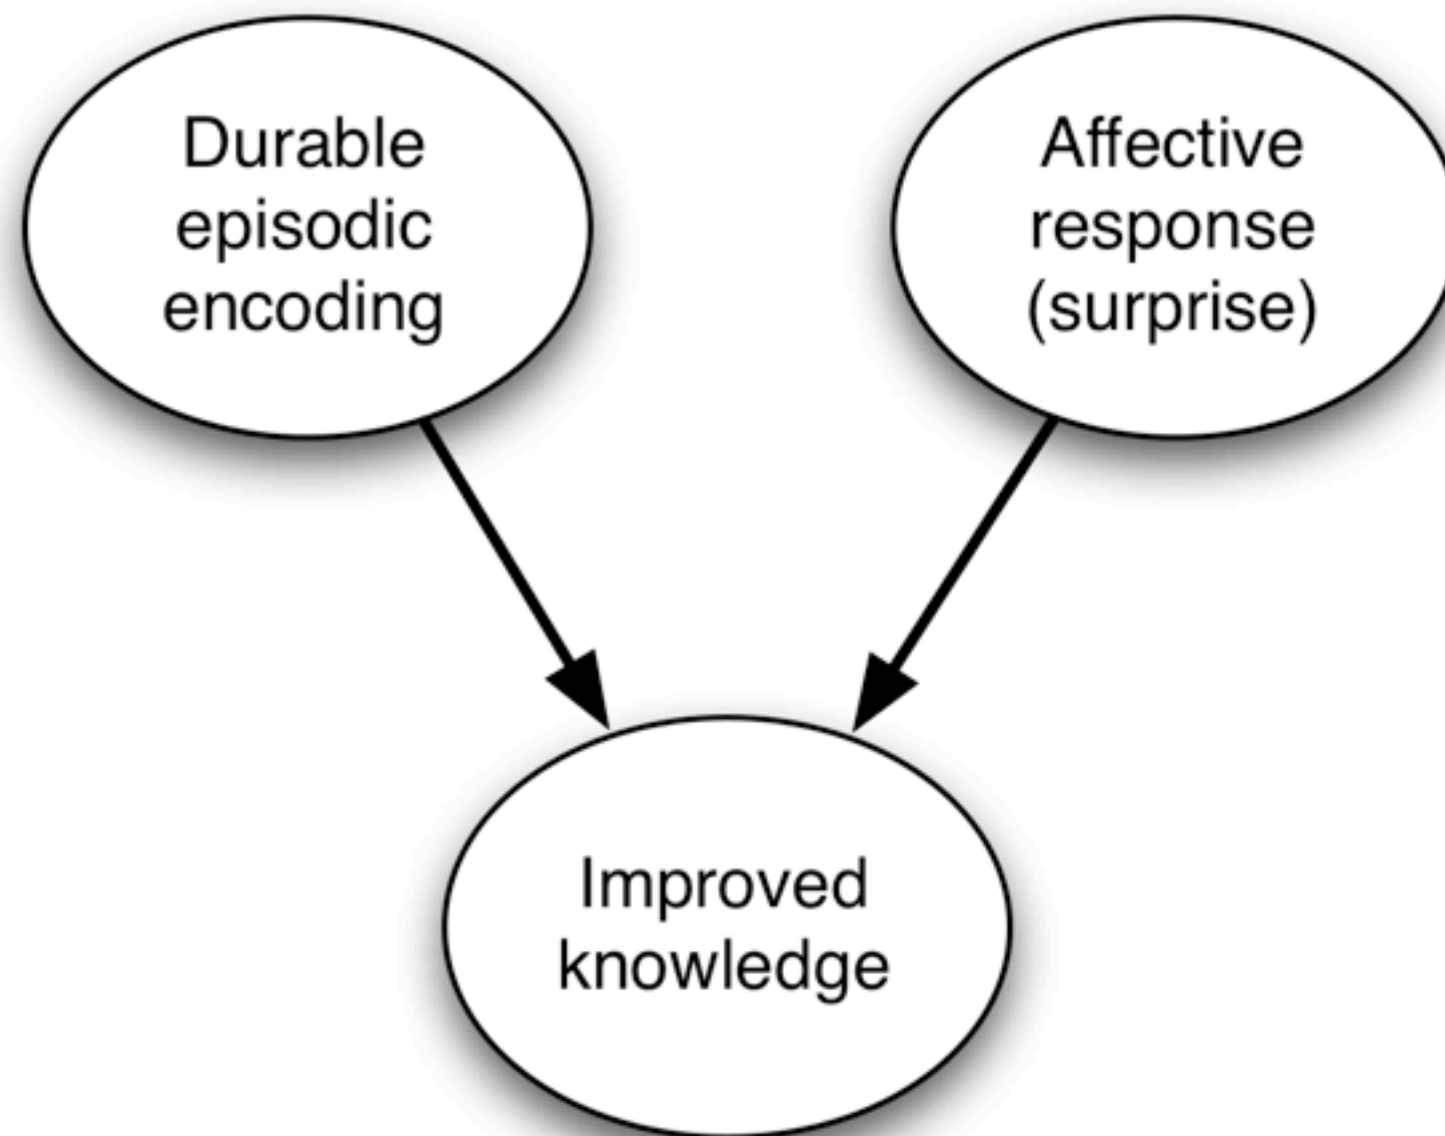 Durable
episodic
encoding
Affective
response
(surprise)
Improved
knowledge